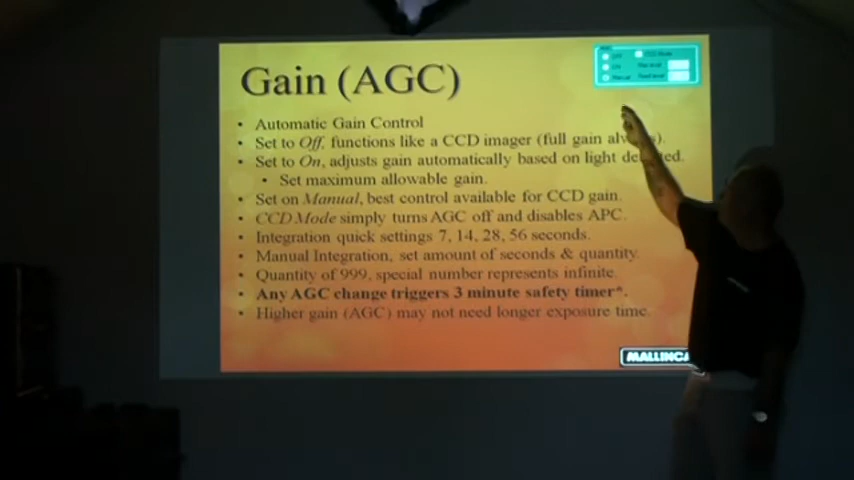 Gain (AGC)
• Automatic Gain Control
• Set to Off, functions like a CCD imager (full gain always).
• Set to On, adjusts gain automatically based on light detected.
• Set maximum allowable gain.
• Set on Manual, best control available for CCD gain.
• CCD Mode simply turns AGC off and disables APC.
• Integration quick settings 7, 14, 28, 56 seconds.
• Manual Integration, set amount of seconds & quantity.
• Quantity of 999, special number represents infinite.
• Any AGC change triggers 3 minute safety timer*.
• Higher gain (AGC) may not need longer exposure time.
MALLINCA